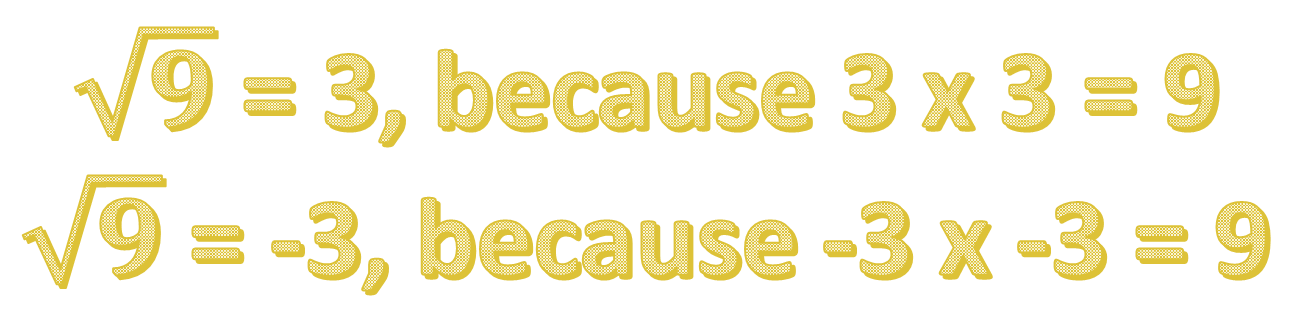 √9 = 3, because 3 x 3 = 9
√9 = -3, because -3 x -3 = 9